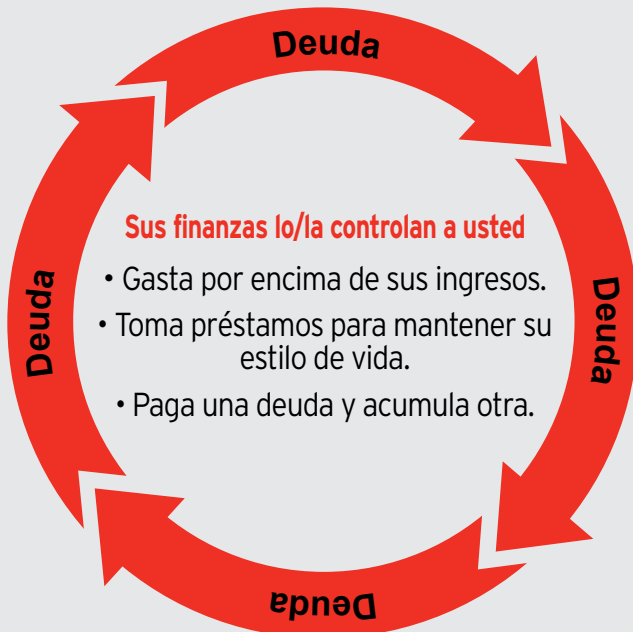 Deuda
Sus finanzas lo/la controlan a usted
• Gasta por encima de sus ingresos.
• Toma préstamos para mantener su
estilo de vida.
• Paga una deuda y acumula otra.
Deuda
Deuda
Deuda